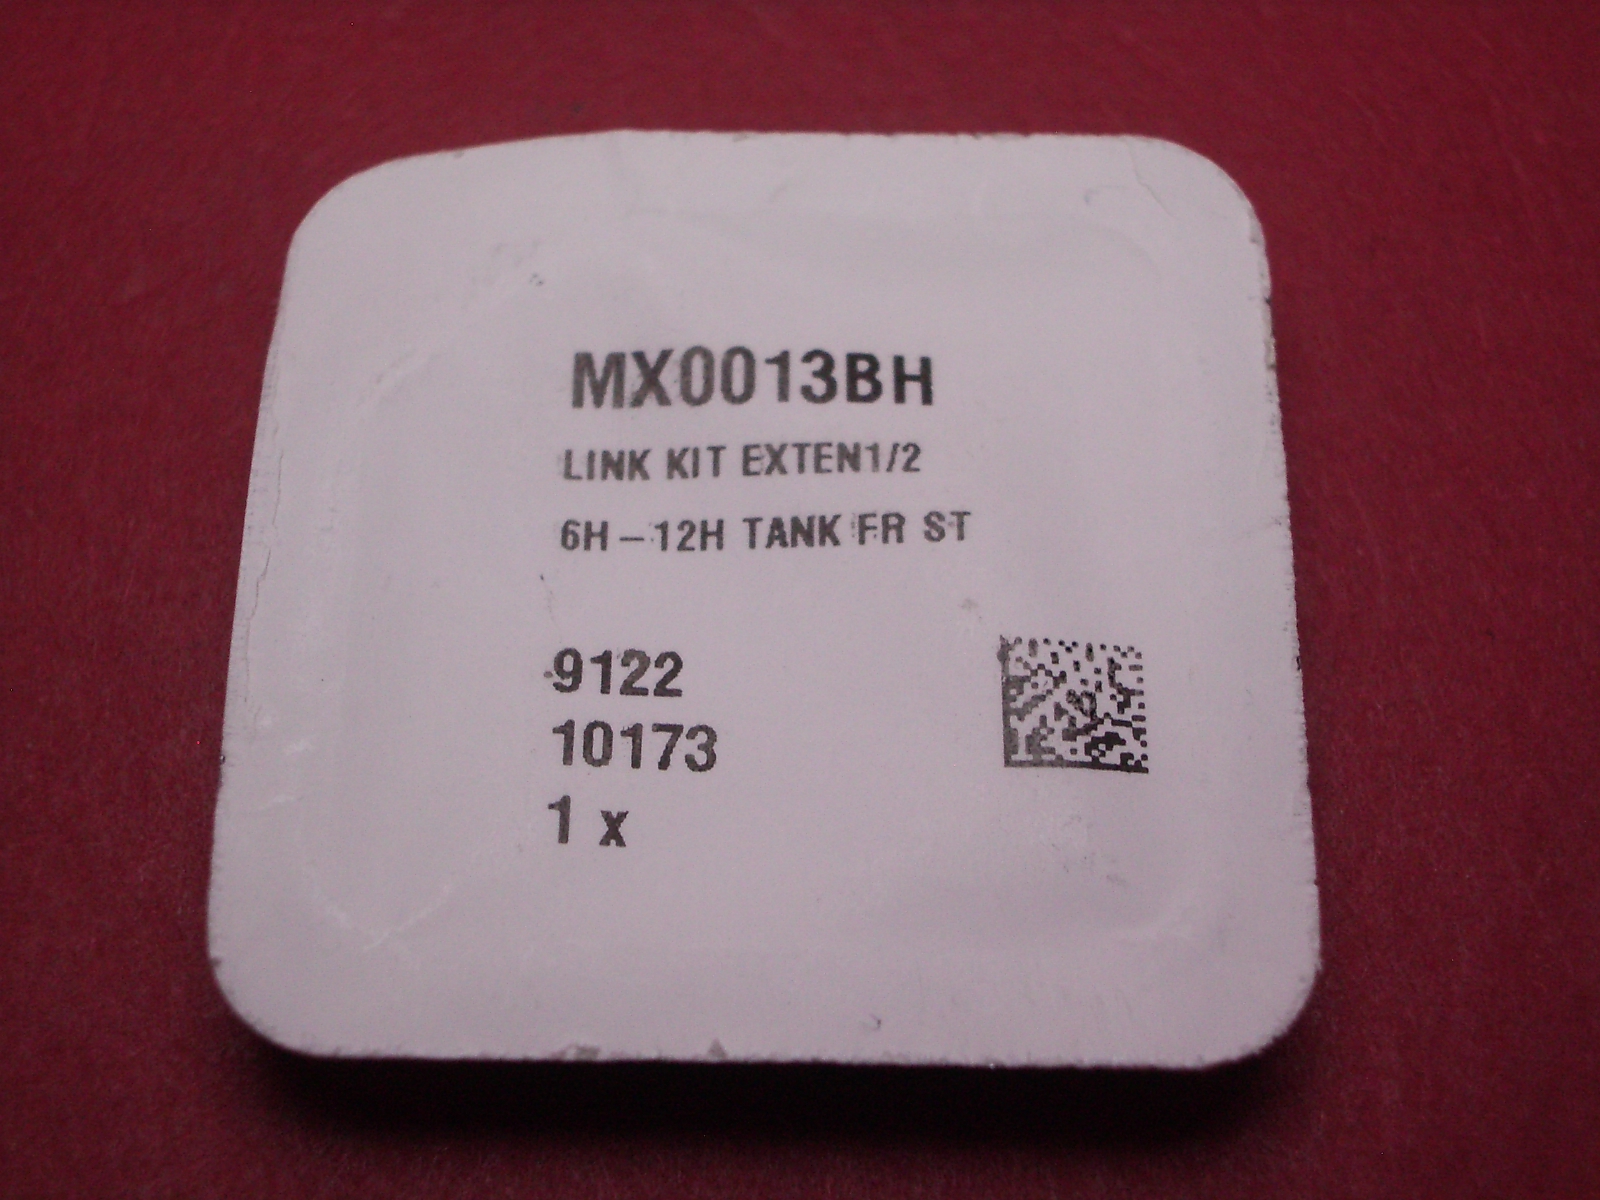 MX0013BH
LINK KIT EXTEN1/2
6H-12H TANK FR ST
9122
10173
1 x